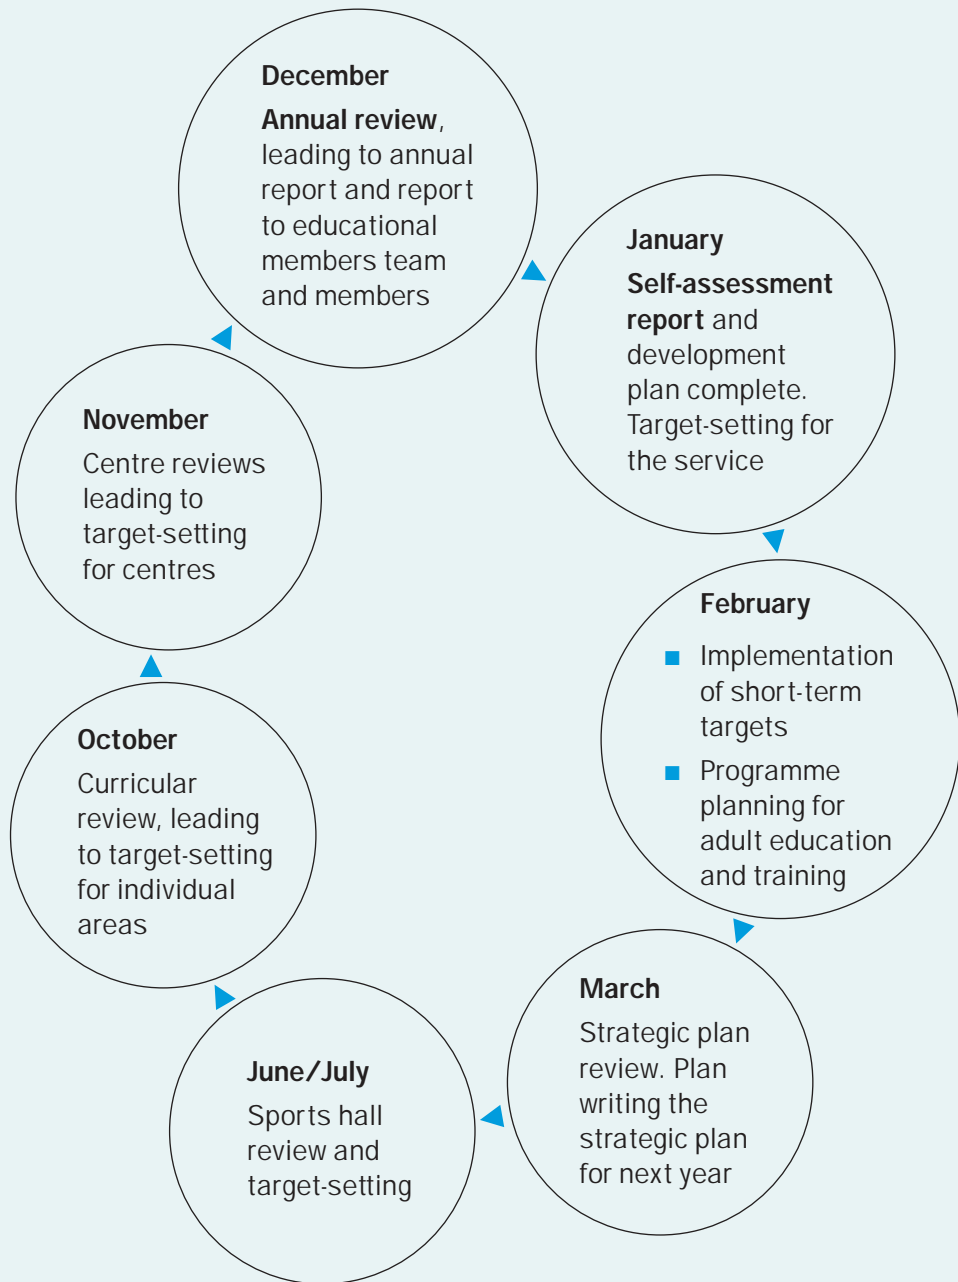 December
Annual review,
leading to annual
report and report
to educational
members team
and members
January
Self-assessment
report and
development
plan complete.
Target-setting for
the service
February
Implementation
of short-term
targets
Programme
planning for
adult education
and training
March
Strategic plan
review. Plan
writing the
strategic plan
for next year
June/July
Sports hall
review and
target-setting
October
Curricular
review, leading
to target-setting
for individual
areas
November
Centre reviews
leading to
target-setting
for centres